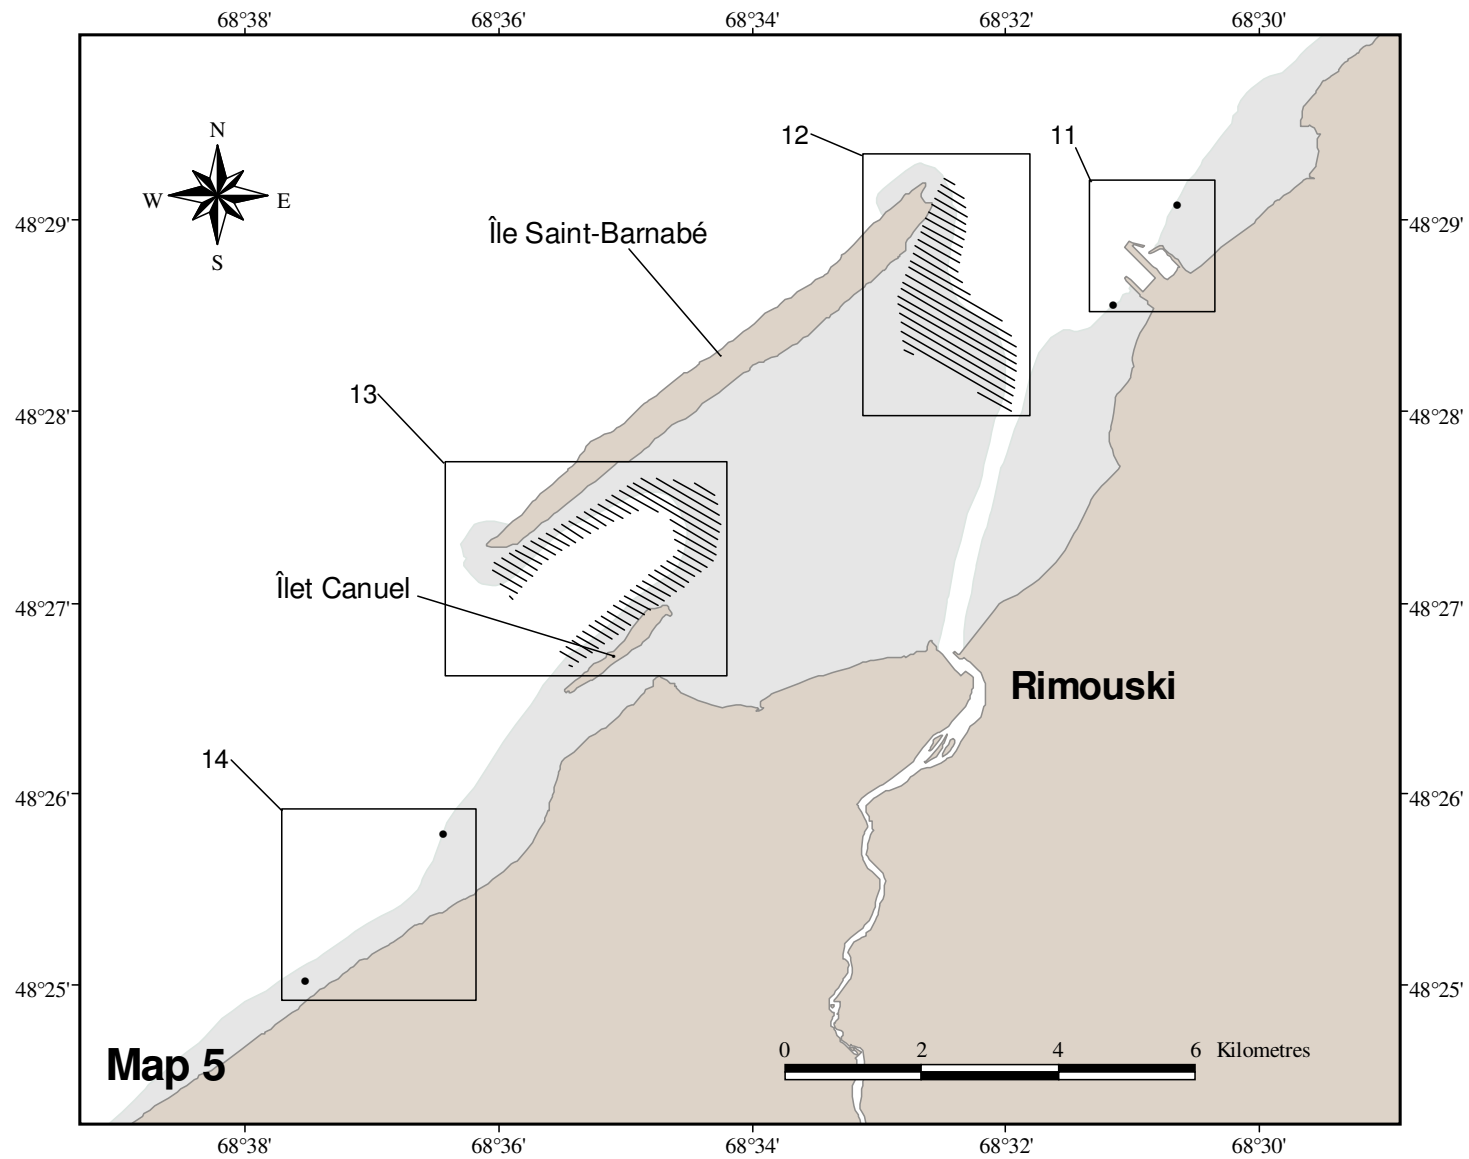 68°38' 68°36' 68°34' 68°32' 68°30'
12 11
N
W E
S
48°29' 48°29'
Île Saint-Barnabé
13
48°28' 48°28'
Îlet Canuel
48°27' 48°27'
Rimouski
14
48°26' 48°26'
48°25' 48°25'
0 2 4 6 Kilometres
Map 5
68°38' 68°36' 68°34' 68°32' 68°30'